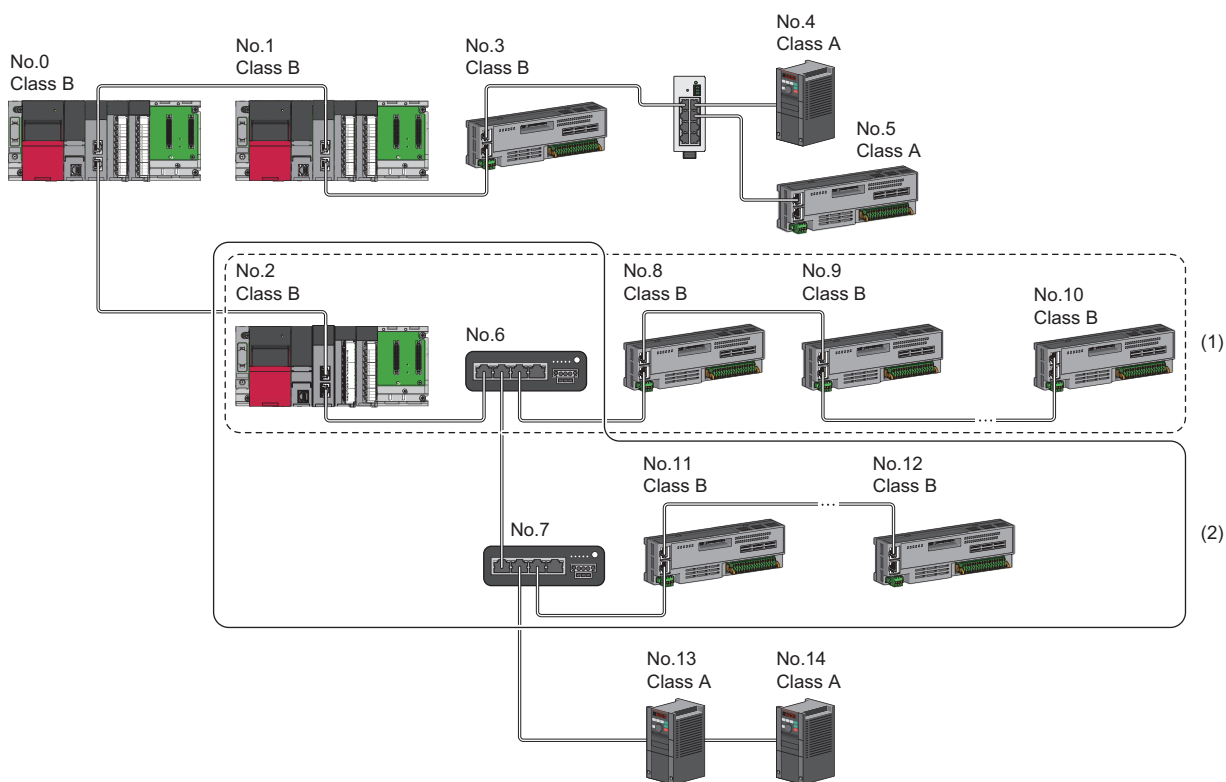 No.0
Class B
No.1
Class B
No.3
Class B
No.4
Class A
No.5
Class A
No.2
Class B
No.6
No.8
Class B
No.9
Class B
No.10
Class B
(1)
...
No.7
No.11
Class B
...
No.12
Class B
(2)
No.13
Class A
No.14
Class A